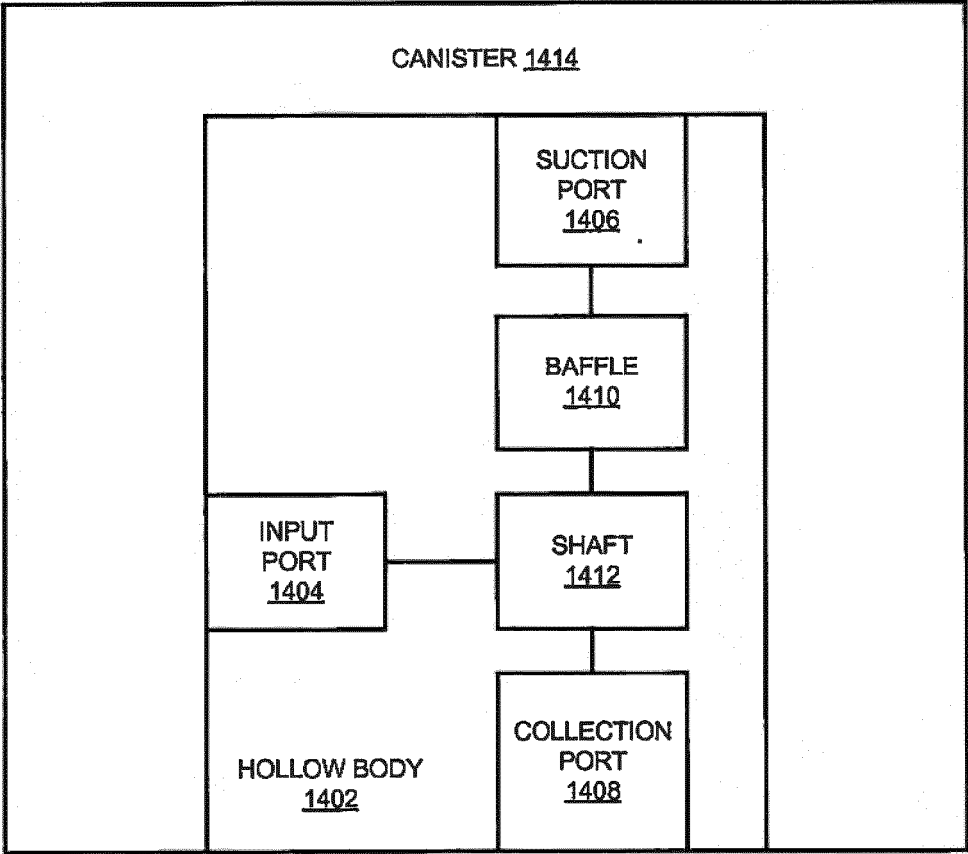 CANISTER 1414
SUCTION
PORT
1406
BAFFLE
1410
INPUT
PORT
1404
SHAFT
1412
COLLECTION
PORT
1408
HOLLOW BODY
1402